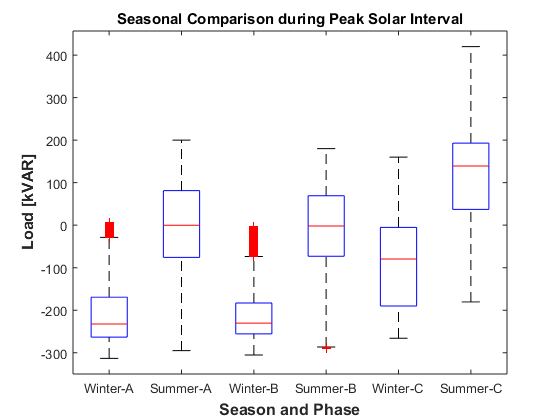 Seasonal Comparison during Peak Solar Interval
Load [kVAR]
400
300
200
100
0
-100
-200
-300
Winter-A Summer-A Winter-B Summer-B Winter-C Summer-C
Season and Phase